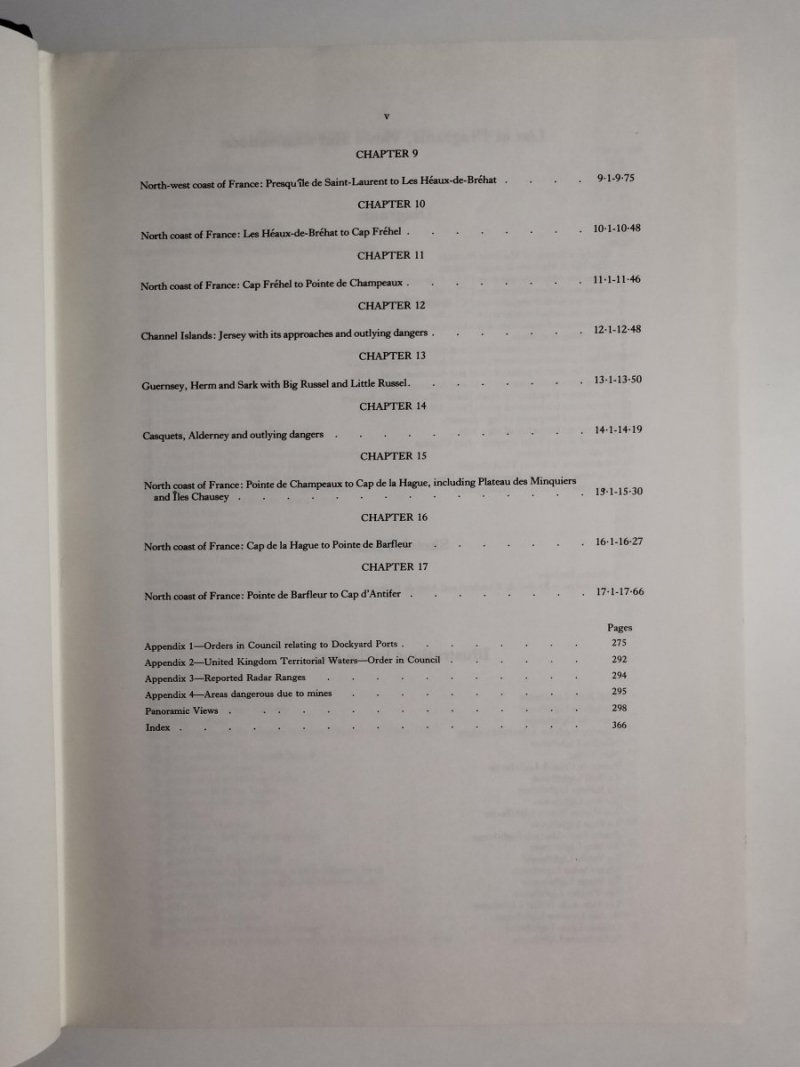 v
CHAPTER 9
North-west coast of France: Presqu'île de Saint-Laurent to Les Héaux-de-Bréhat . . . . 9·1-9·75
CHAPTER 10
North coast of France: Les Héaux-de-Bréhat to Cap Fréhel . . . . . . . . 10·1-10·48
CHAPTER 11
North coast of France: Cap Fréhel to Pointe de Champeaux . . . . . . . . 11·1-11·46
CHAPTER 12
Channel Islands: Jersey with its approaches and outlying dangers . . . . . . . 12·1-12·48
CHAPTER 13
Guernsey, Herm and Sark with Big Russel and Little Russel . . . . . . . . 13·1-13·50
CHAPTER 14
Casquets, Alderney and outlying dangers . . . . . . . . . . . 14·1-14·19
CHAPTER 15
North coast of France: Pointe de Champeaux to Cap de la Hague, including Plateau des Minquiers
and Îles Chausey . . . . . . . . . . . . . . . 15·1-15·30
CHAPTER 16
North coast of France: Cap de la Hague to Pointe de Barfleur . . . . . . . 16·1-16·27
CHAPTER 17
North coast of France: Pointe de Barfleur to Cap d'Antifer . . . . . . . . 17·1-17·66
Pages
Appendix 1—Orders in Council relating to Dockyard Ports . . . . . . . . 275
Appendix 2—United Kingdom Territorial Waters—Order in Council . . . . . . 292
Appendix 3—Reported Radar Ranges . . . . . . . . . . . 294
Appendix 4—Areas dangerous due to mines . . . . . . . . . . 295
Panoramic Views . . . . . . . . . . . . . . . 298
Index . . . . . . . . . . . . . . . . . 366